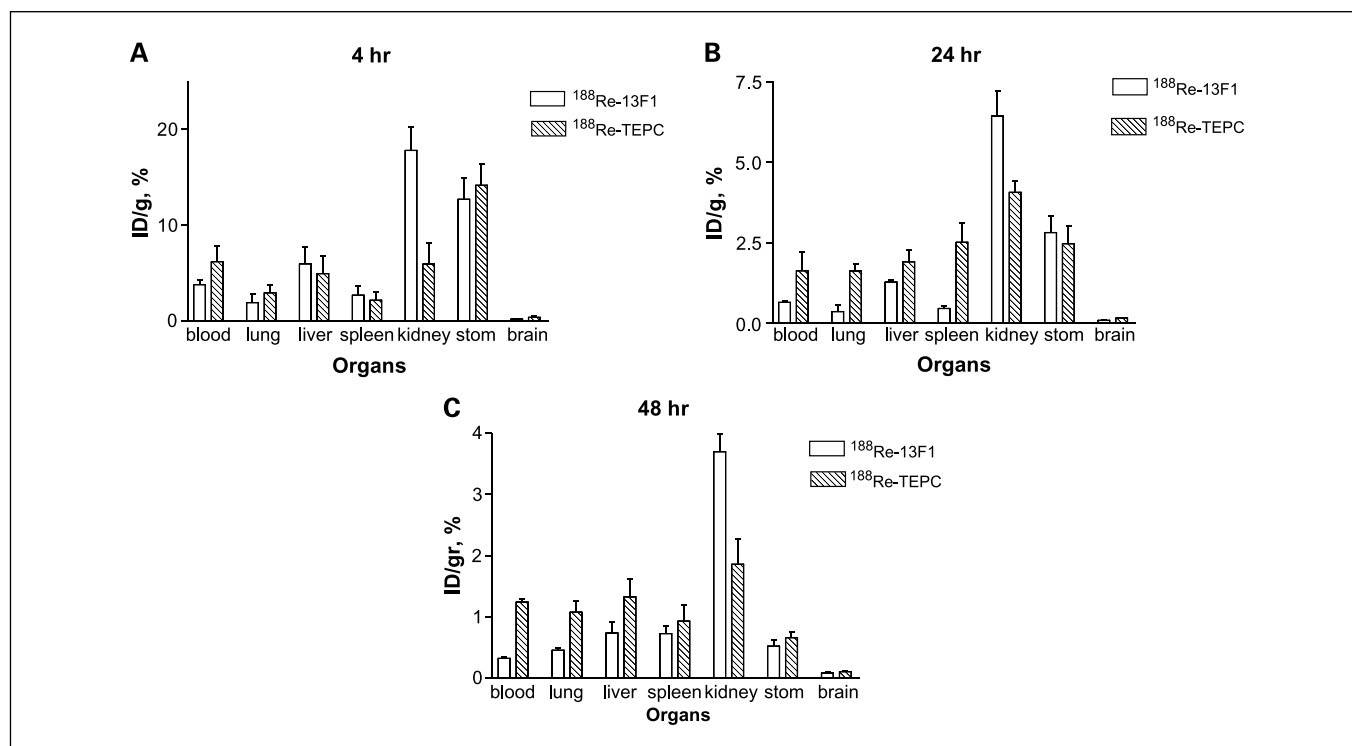 A
4 hr
ID/g, %
20
10
0
¹⁸⁸Re-13F1
¹⁸⁸Re-TEPC
blood lung liver spleen kidney stom brain
Organs
B
24 hr
ID/g, %
7.5
5.0
2.5
0.0
¹⁸⁸Re-13F1
¹⁸⁸Re-TEPC
blood lung liver spleen kidney stom brain
Organs
C
48 hr
ID/gr, %
4
3
2
1
0
¹⁸⁸Re-13F1
¹⁸⁸Re-TEPC
blood lung liver spleen kidney stom brain
Organs